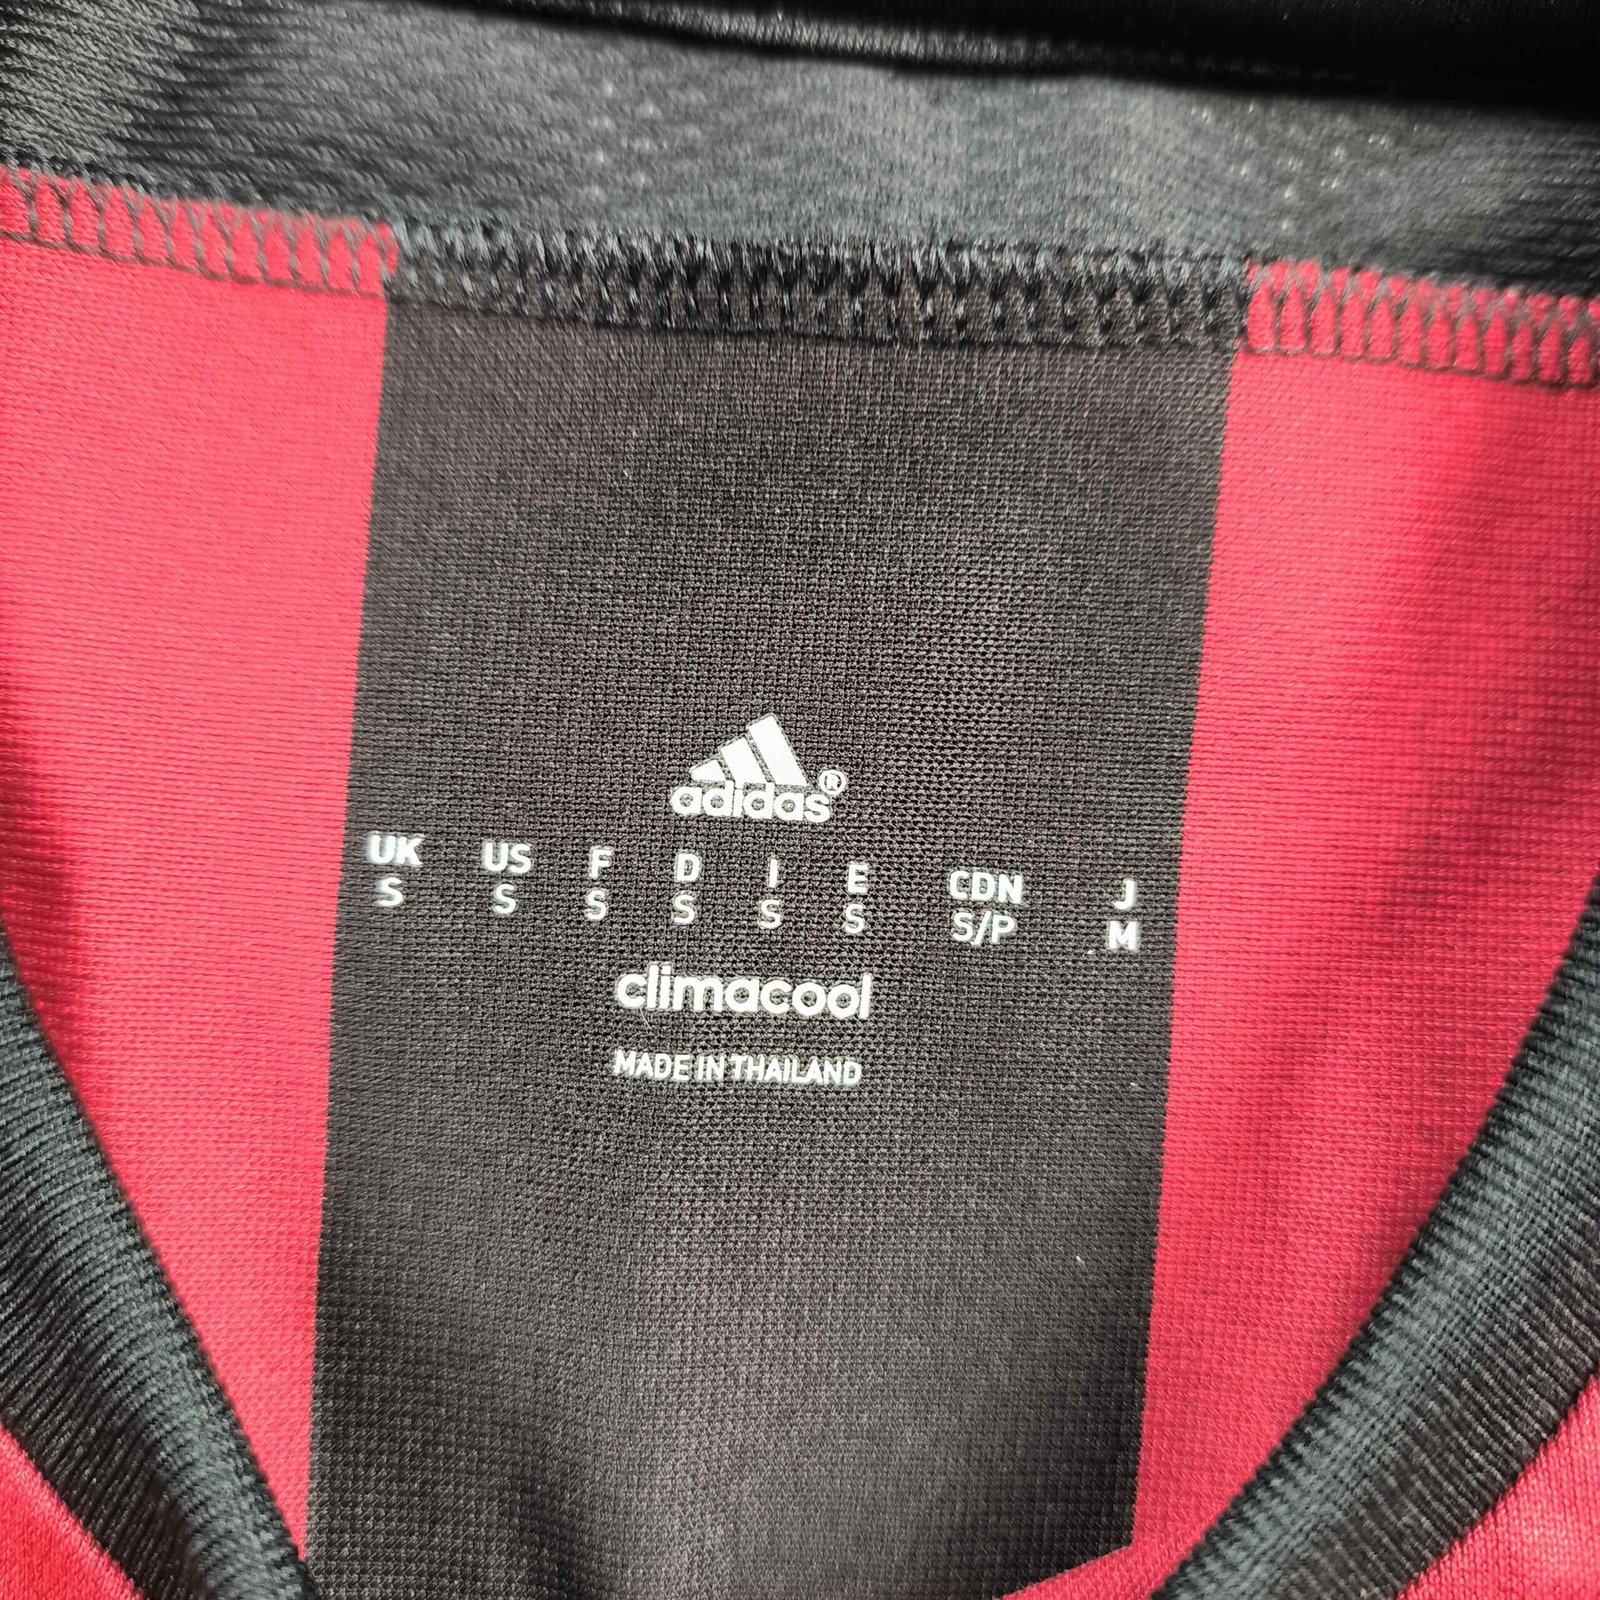 adidas®
UK US F D I E CDN J
S S S S S S S/P M
climacool
MADE IN THAILAND